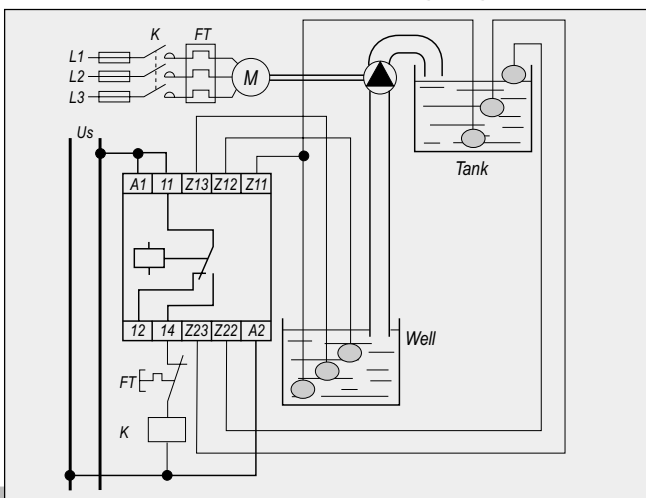 K FT
L1
L2
L3
M
Us
Tank
A1 11 Z13 Z12 Z11
12 14 Z23 Z22 A2
Well
FT
K